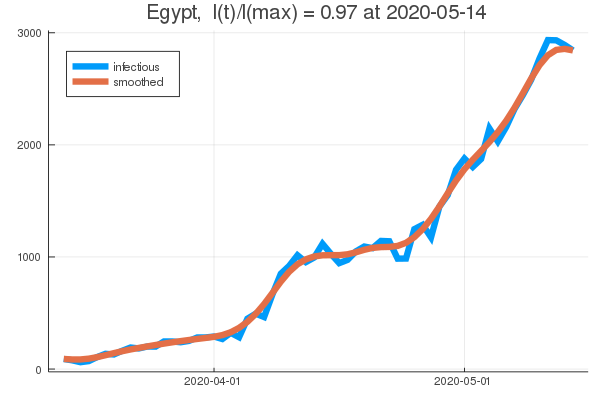 Egypt, I(t)/I(max) = 0.97 at 2020-05-14
3000
infectious
smoothed
2000
1000
0
2020-04-01
2020-05-01